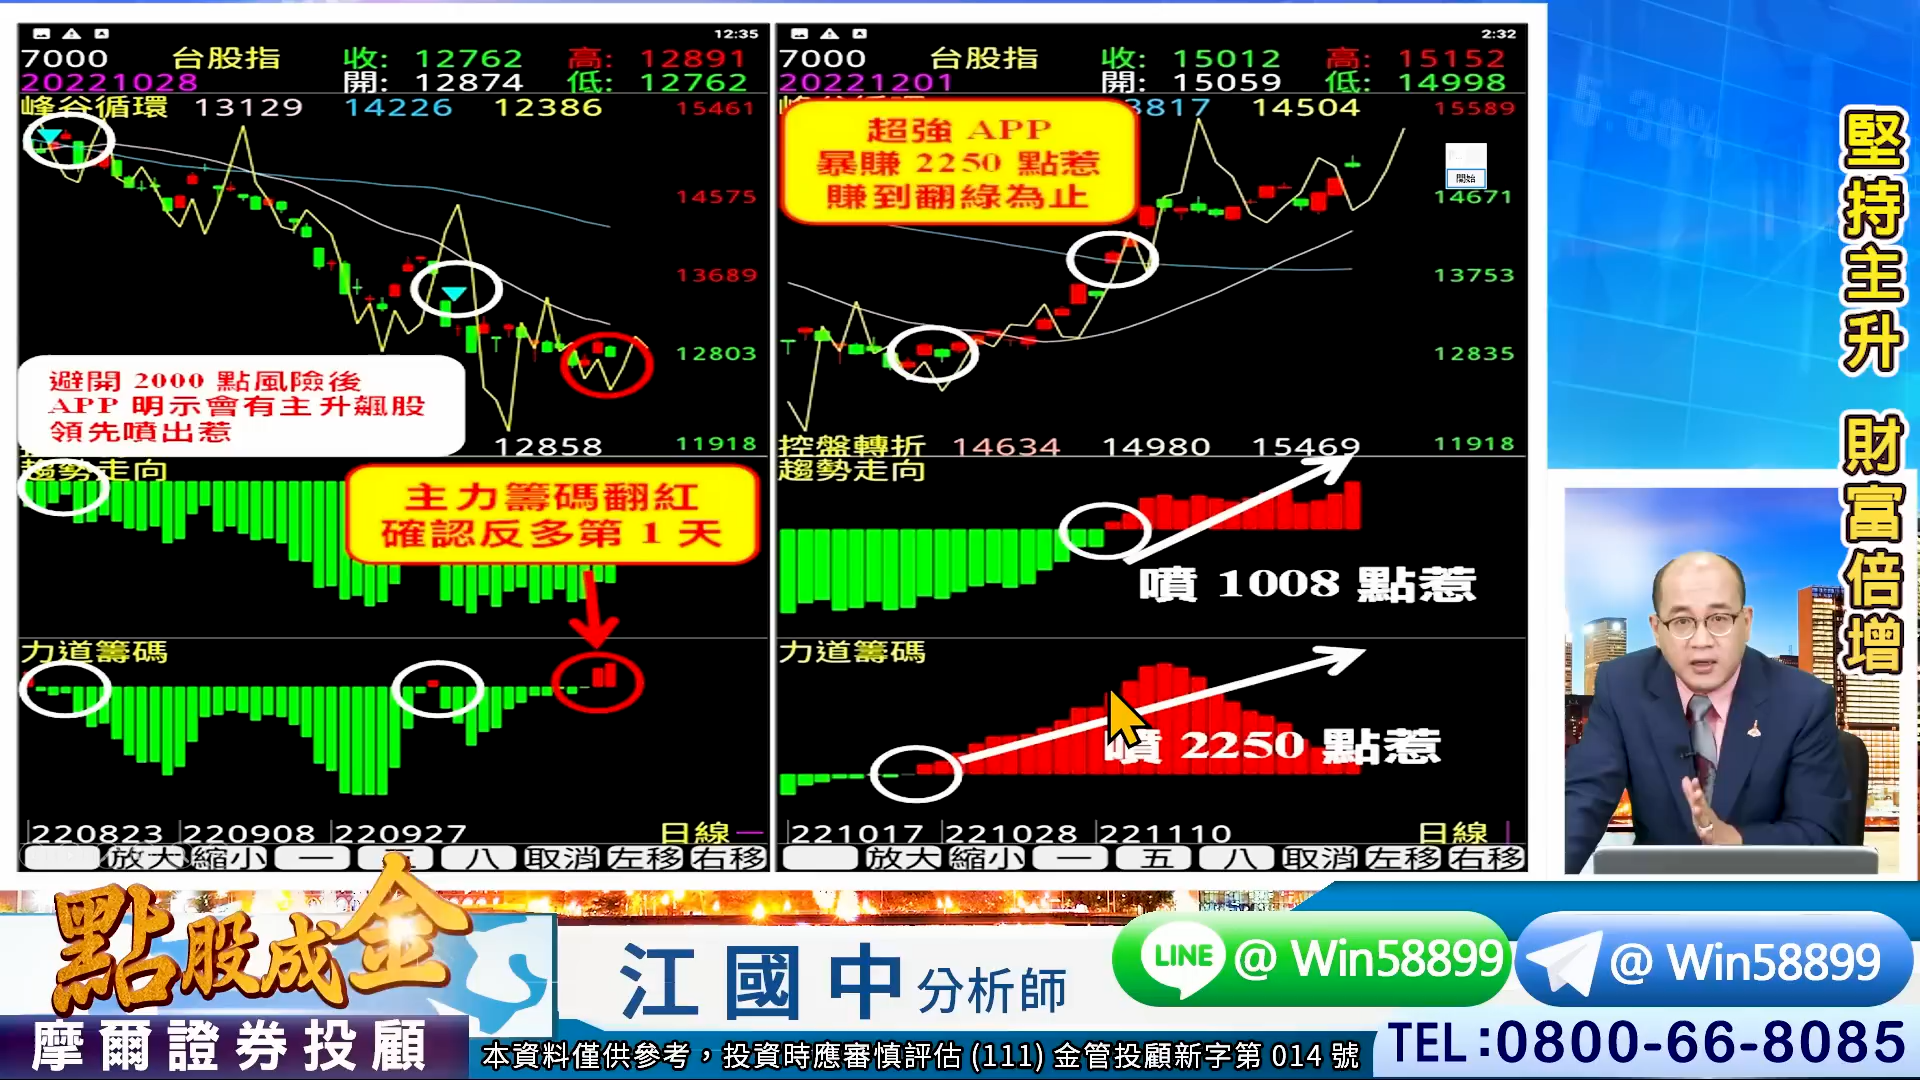 12:35
7000 台股指 收: 12762 高: 12891
20221028 開: 12874 低: 12762
峰谷循環 13129 14226 12386 15461
14575
13689
12803
避開 2000 點風險後
APP 明示會有主升飆股
領先噴出惹
12858 11918
趨勢走向
主力籌碼翻紅
確認反多第 1 天
力道籌碼
220823 220908 220927 日線
放大 縮小 一 五 八 取消 左移 右移
2:32
7000 台股指 收: 15012 高: 15152
20221201 開: 15059 低: 14998
3817 14504 15589
超強 APP
暴賺 2250 點惹
賺到翻綠為止
開始
14671
13753
12835
控盤轉折 14634 14980 15469 11918
趨勢走向
噴 1008 點惹
力道籌碼
噴 2250 點惹
221017 221028 221110 日線
放大 縮小 一 五 八 取消 左移 右移
堅持主升 財富倍增
點股成金
摩爾證券投顧
江國中 分析師
LINE @ Win58899
@ Win58899
TEL:0800-66-8085
本資料僅供參考，投資時應審慎評估 (111) 金管投顧新字第 014 號